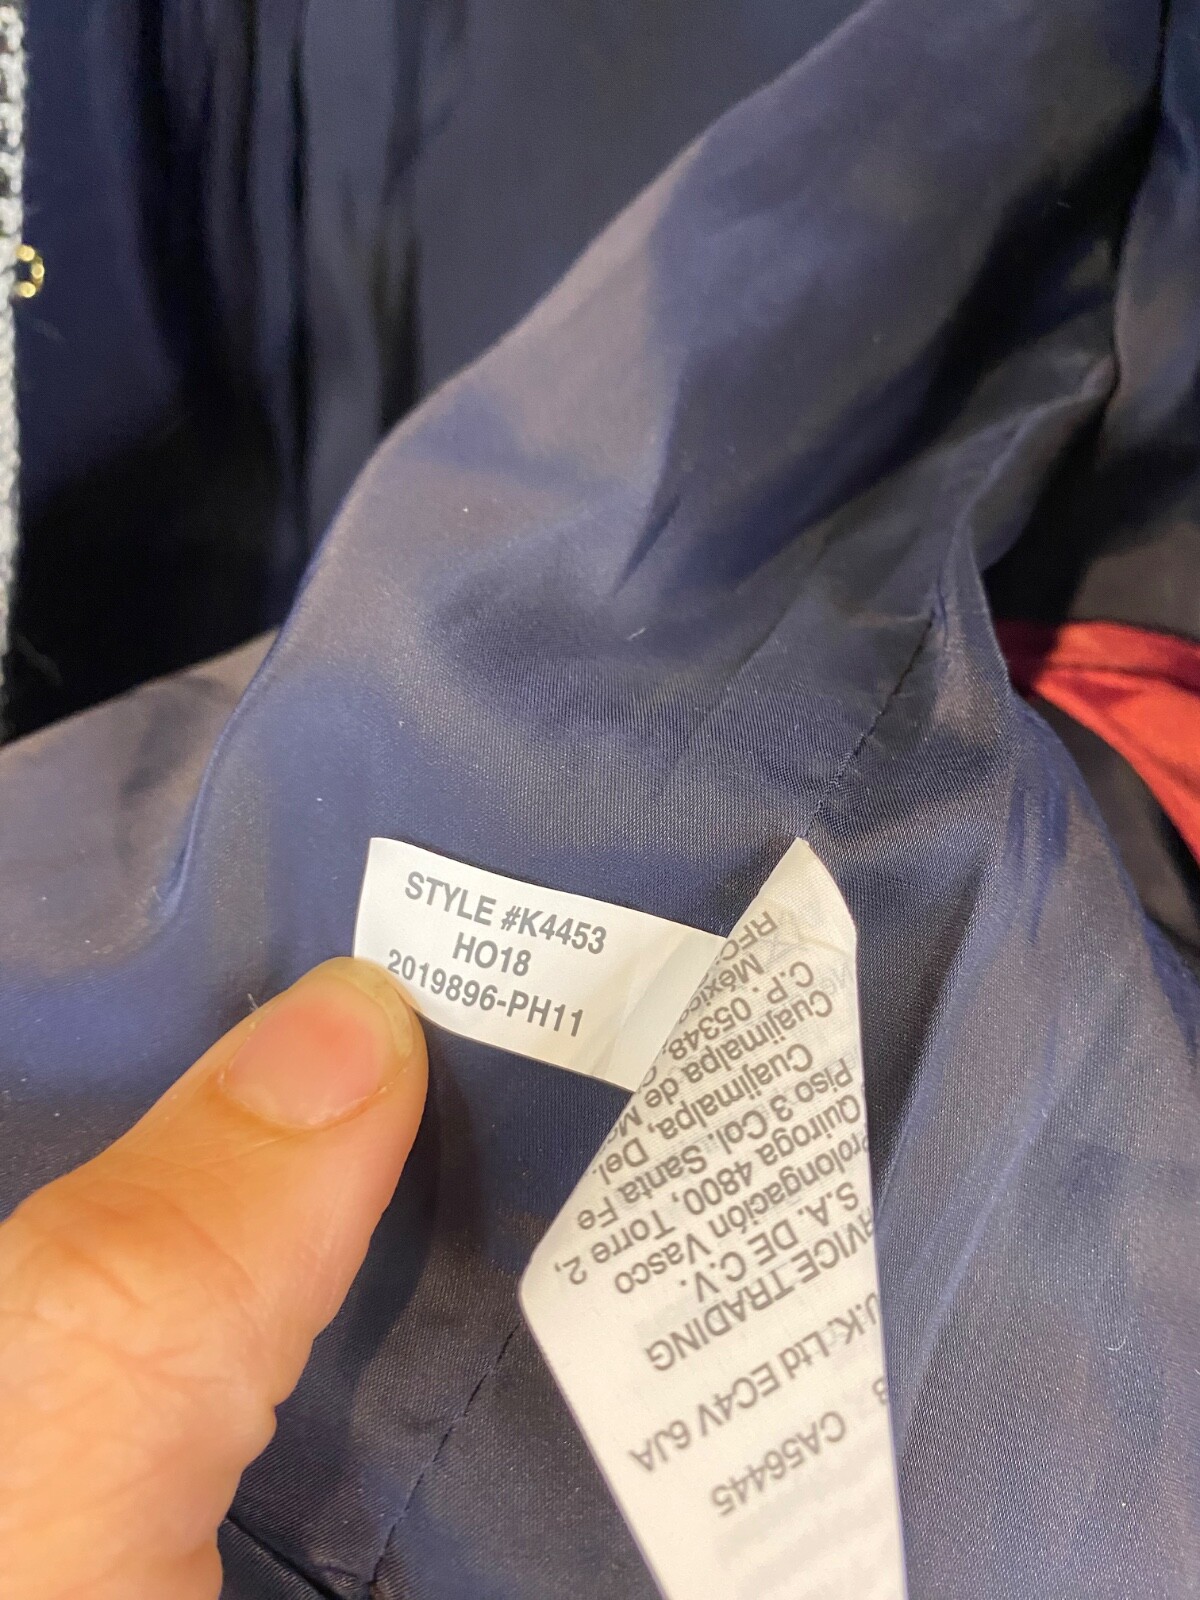 STYLE #K4453
HO18
2019896-PH11
CA56445
U.K. Ltd EC4V 6JA
TRADING
S.A. DE C.V.
Prolongación Vasco
Quiroga 4800, Torre 2,
Piso 3 Col. Santa Fe
Cuajimalpa, Del.
Cuajimalpa de
C.P. 05348,
México
RFC: